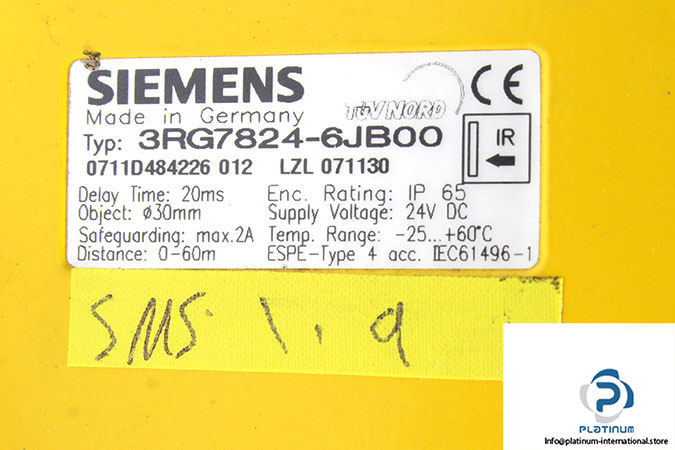 SIEMENS
TÜV NORD
CE
Made in Germany
Typ: 3RG7824-6JB00
IR
0711D484226 012 LZL 071130
Delay Time: 20ms Enc. Rating: IP 65
Object: ø30mm Supply Voltage: 24V DC
Safeguarding: max.2A Temp. Range: -25...+60°C
Distance: 0-60m ESPE-Type 4 acc. IEC61496-1
SMS 1.9
PLATINUM
Info@platinum-international.store